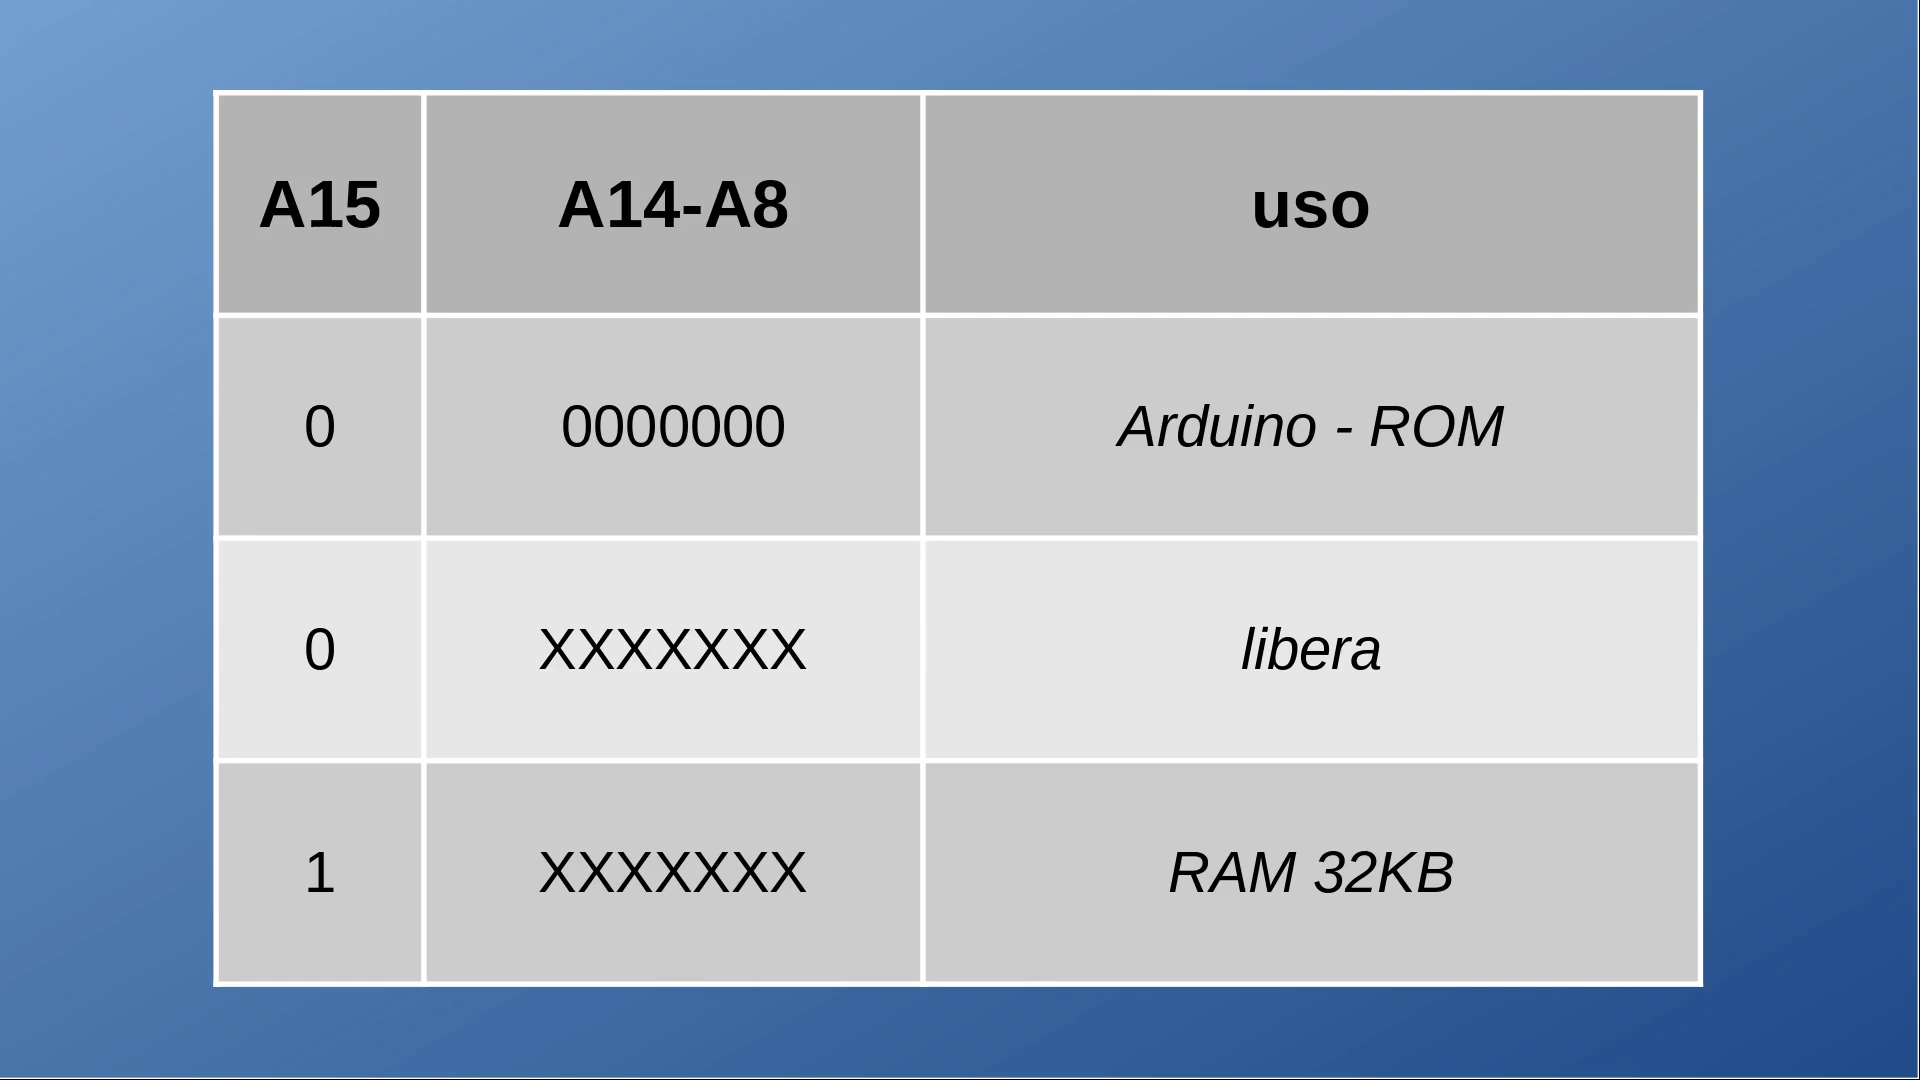 A15 A14-A8 uso
0 0000000 Arduino - ROM
0 XXXXXXX libera
1 XXXXXXX RAM 32KB